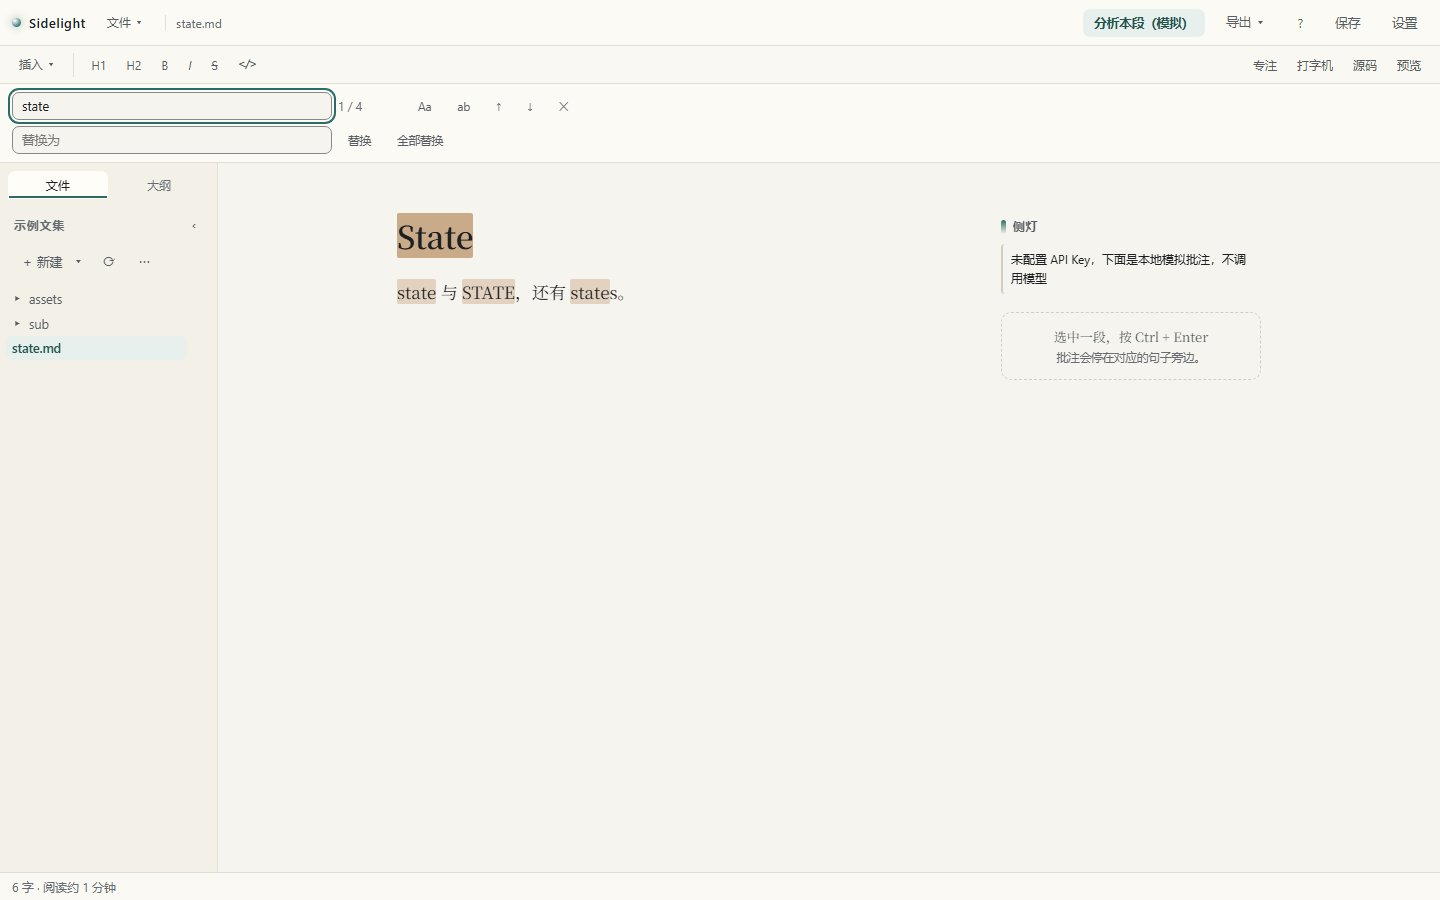 Sidelight 文件 ▾ state.md 分析本段（模拟） 导出 ▾ ? 保存 设置
插入 ▾ H1 H2 B I S </> 专注 打字机 源码 预览
state 1 / 4 Aa ab ↑ ↓ ×
替换为 替换 全部替换
文件 大纲
示例文集 ‹
+ 新建 ▾ ⟳ ···
▸ assets
▸ sub
state.md
State
state 与 STATE，还有 states。
侧灯
未配置 API Key，下面是本地模拟批注，不调
用模型
选中一段，按 Ctrl + Enter
批注会停在对应的句子旁边。
6 字 · 阅读约 1 分钟